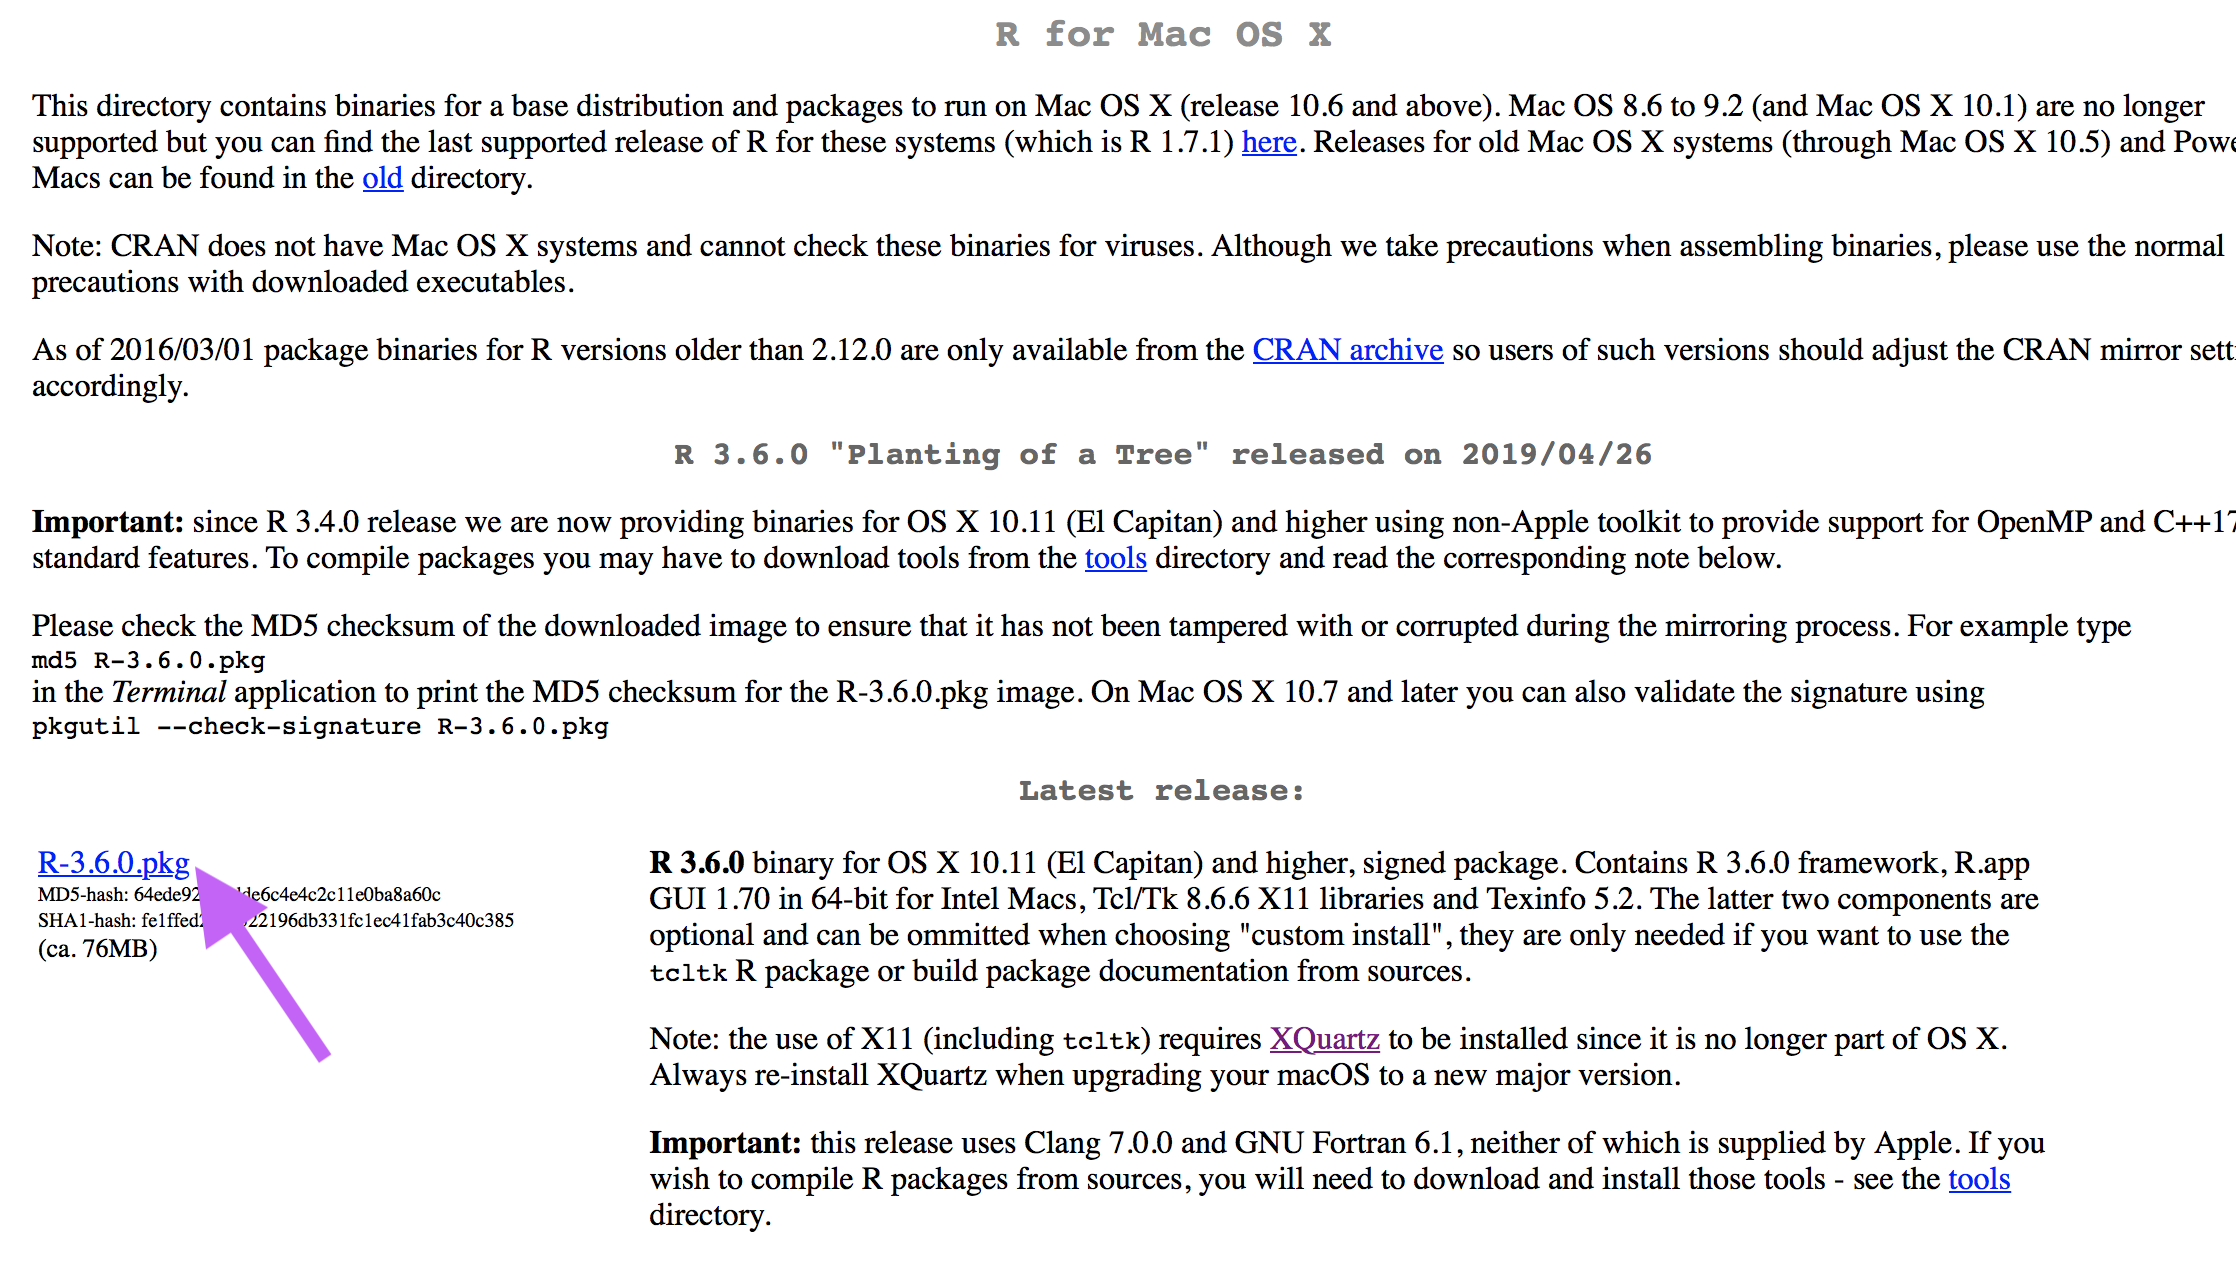 R for Mac OS X
This directory contains binaries for a base distribution and packages to run on Mac OS X (release 10.6 and above). Mac OS 8.6 to 9.2 (and Mac OS X 10.1) are no longer
supported but you can find the last supported release of R for these systems (which is R 1.7.1) here. Releases for old Mac OS X systems (through Mac OS X 10.5) and
Macs can be found in the old directory.
Note: CRAN does not have Mac OS X systems and cannot check these binaries for viruses. Although we take precautions when assembling binaries, please use the normal
precautions with downloaded executables.
As of 2016/03/01 package binaries for R versions older than 2.12.0 are only available from the CRAN archive so users of such versions should adjust the CRAN mirror
accordingly.
R 3.6.0 "Planting of a Tree" released on 2019/04/26
Important: since R 3.4.0 release we are now providing binaries for OS X 10.11 (El Capitan) and higher using non-Apple toolkit to provide support for OpenMP and C++17
standard features. To compile packages you may have to download tools from the tools directory and read the corresponding note below.
Please check the MD5 checksum of the downloaded image to ensure that it has not been tampered with or corrupted during the mirroring process. For example type
md5 R-3.6.0.pkg
in the Terminal application to print the MD5 checksum for the R-3.6.0.pkg image. On Mac OS X 10.7 and later you can also validate the signature using
pkgutil --check-signature R-3.6.0.pkg
Latest release:
R-3.6.0.pkg
MD5-hash:
SHA1-hash:
(ca. 76MB)
R 3.6.0 binary for OS X 10.11 (El Capitan) and higher, signed package. Contains R 3.6.0 framework, R.app
GUI 1.70 in 64-bit for Intel Macs, Tcl/Tk 8.6.6 X11 libraries and Texinfo 5.2. The latter two components are
optional and can be ommitted when choosing "custom install", they are only needed if you want to use the
tcltk R package or build package documentation from sources.
Note: the use of X11 (including tcltk) requires XQuartz to be installed since it is no longer part of OS X.
Always re-install XQuartz when upgrading your macOS to a new major version.
Important: this release uses Clang 7.0.0 and GNU Fortran 6.1, neither of which is supplied by Apple. If you
wish to compile R packages from sources, you will need to download and install those tools - see the tools
directory.